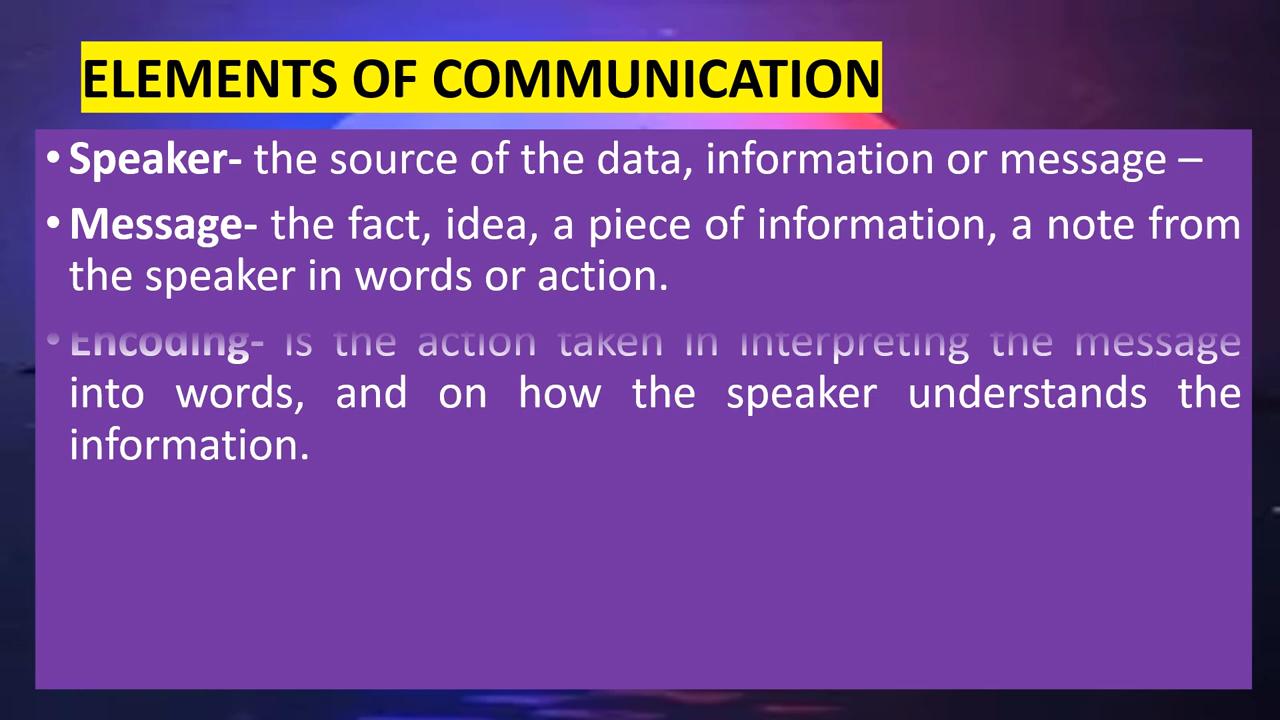 ELEMENTS OF COMMUNICATION
• Speaker- the source of the data, information or message –
• Message- the fact, idea, a piece of information, a note from
the speaker in words or action.
• Encoding- is the action taken in interpreting the message
into words, and on how the speaker understands the
information.